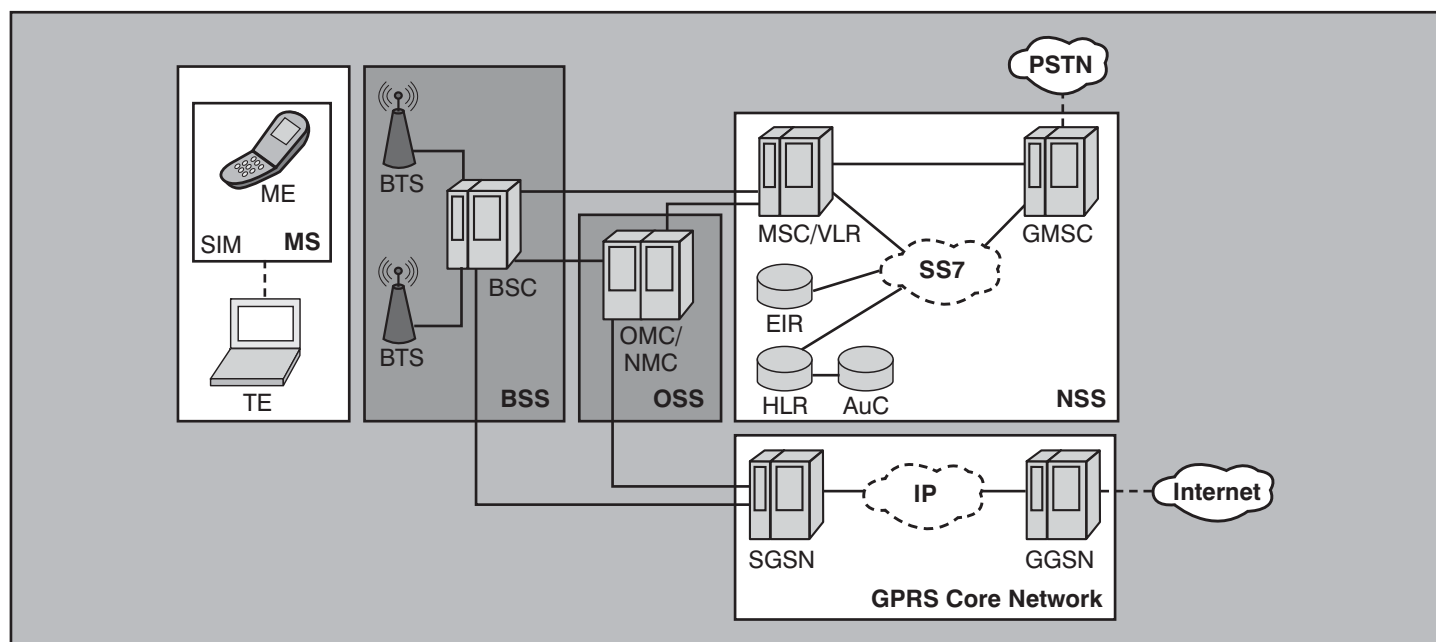 PSTN
BTS
ME
SIM MS
MSC/VLR
GMSC
SS7
BSC
EIR
OMC/
NMC
BTS
TE
BSS
OSS
HLR
AuC
NSS
IP
Internet
SGSN
GGSN
GPRS Core Network